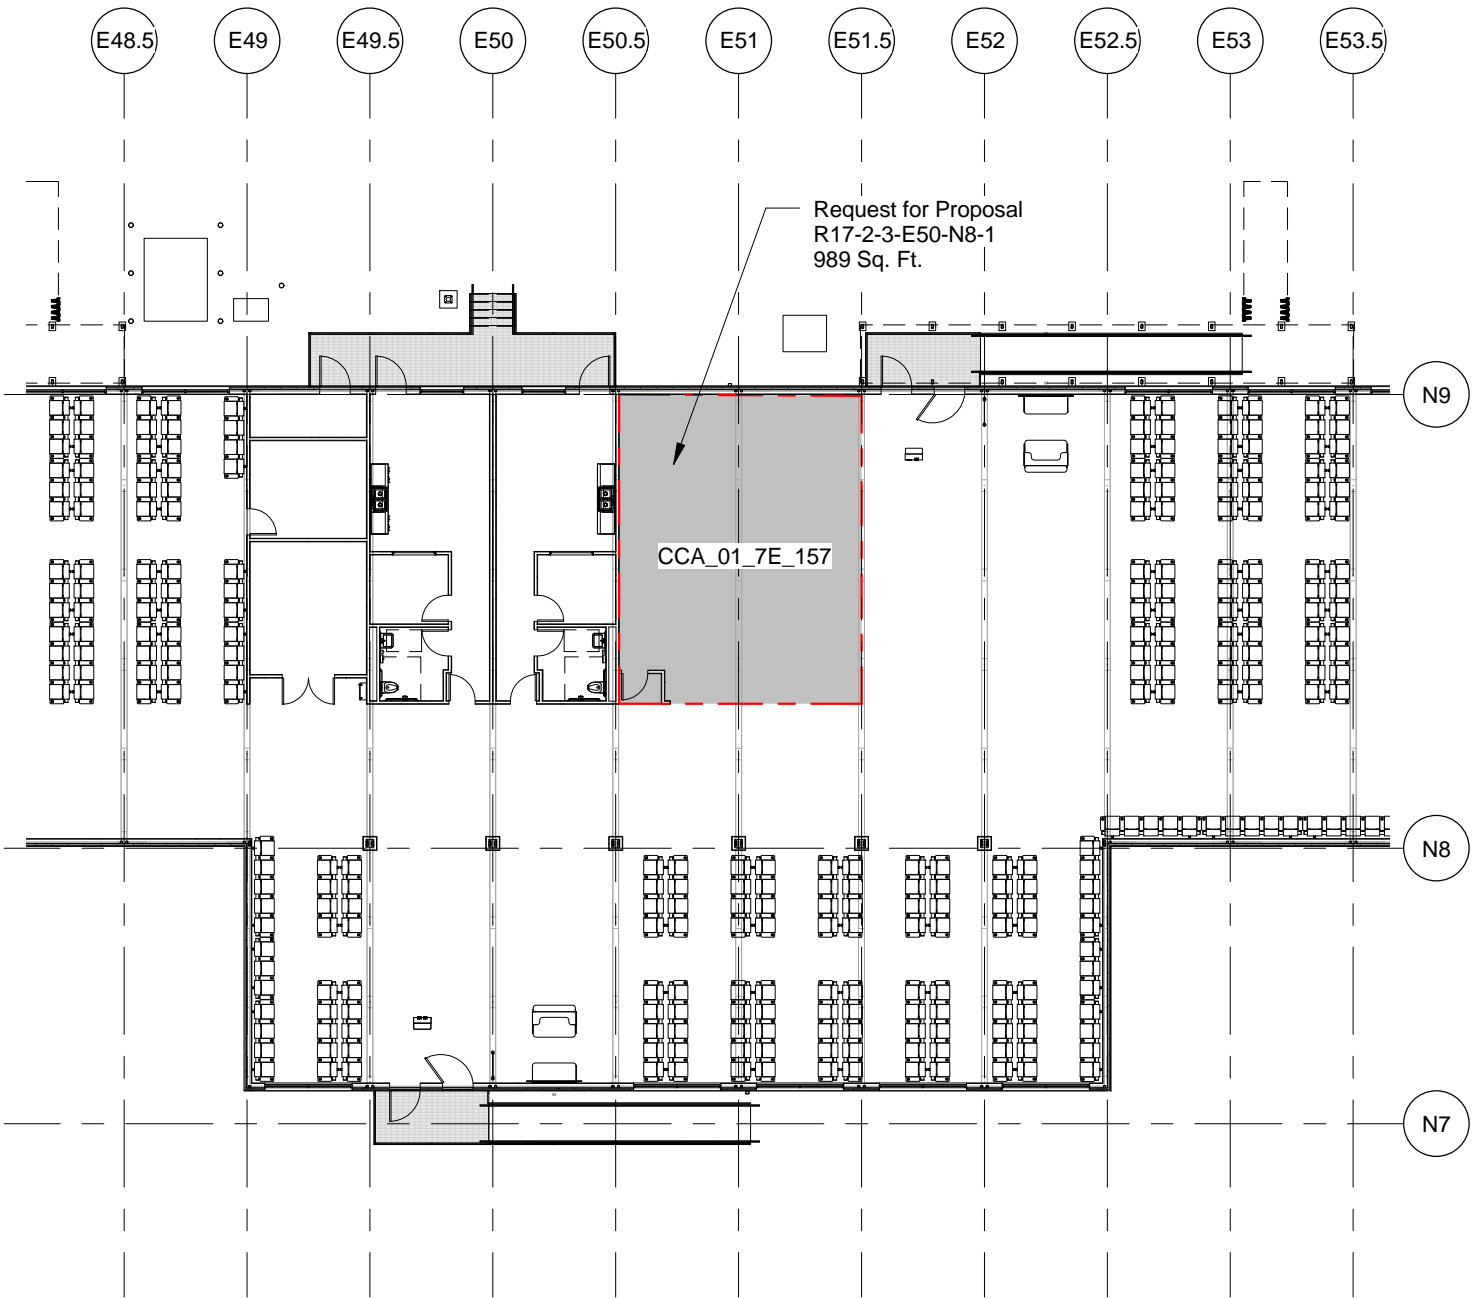 E48.5 E49 E49.5 E50 E50.5 E51 E51.5 E52 E52.5 E53 E53.5
Request for Proposal
R17-2-3-E50-N8-1
989 Sq. Ft.
N9
CCA_01_7E_157
N8
N7